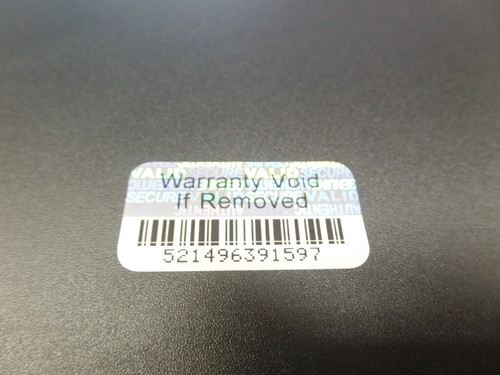 Warranty Void
If Removed
521496391597